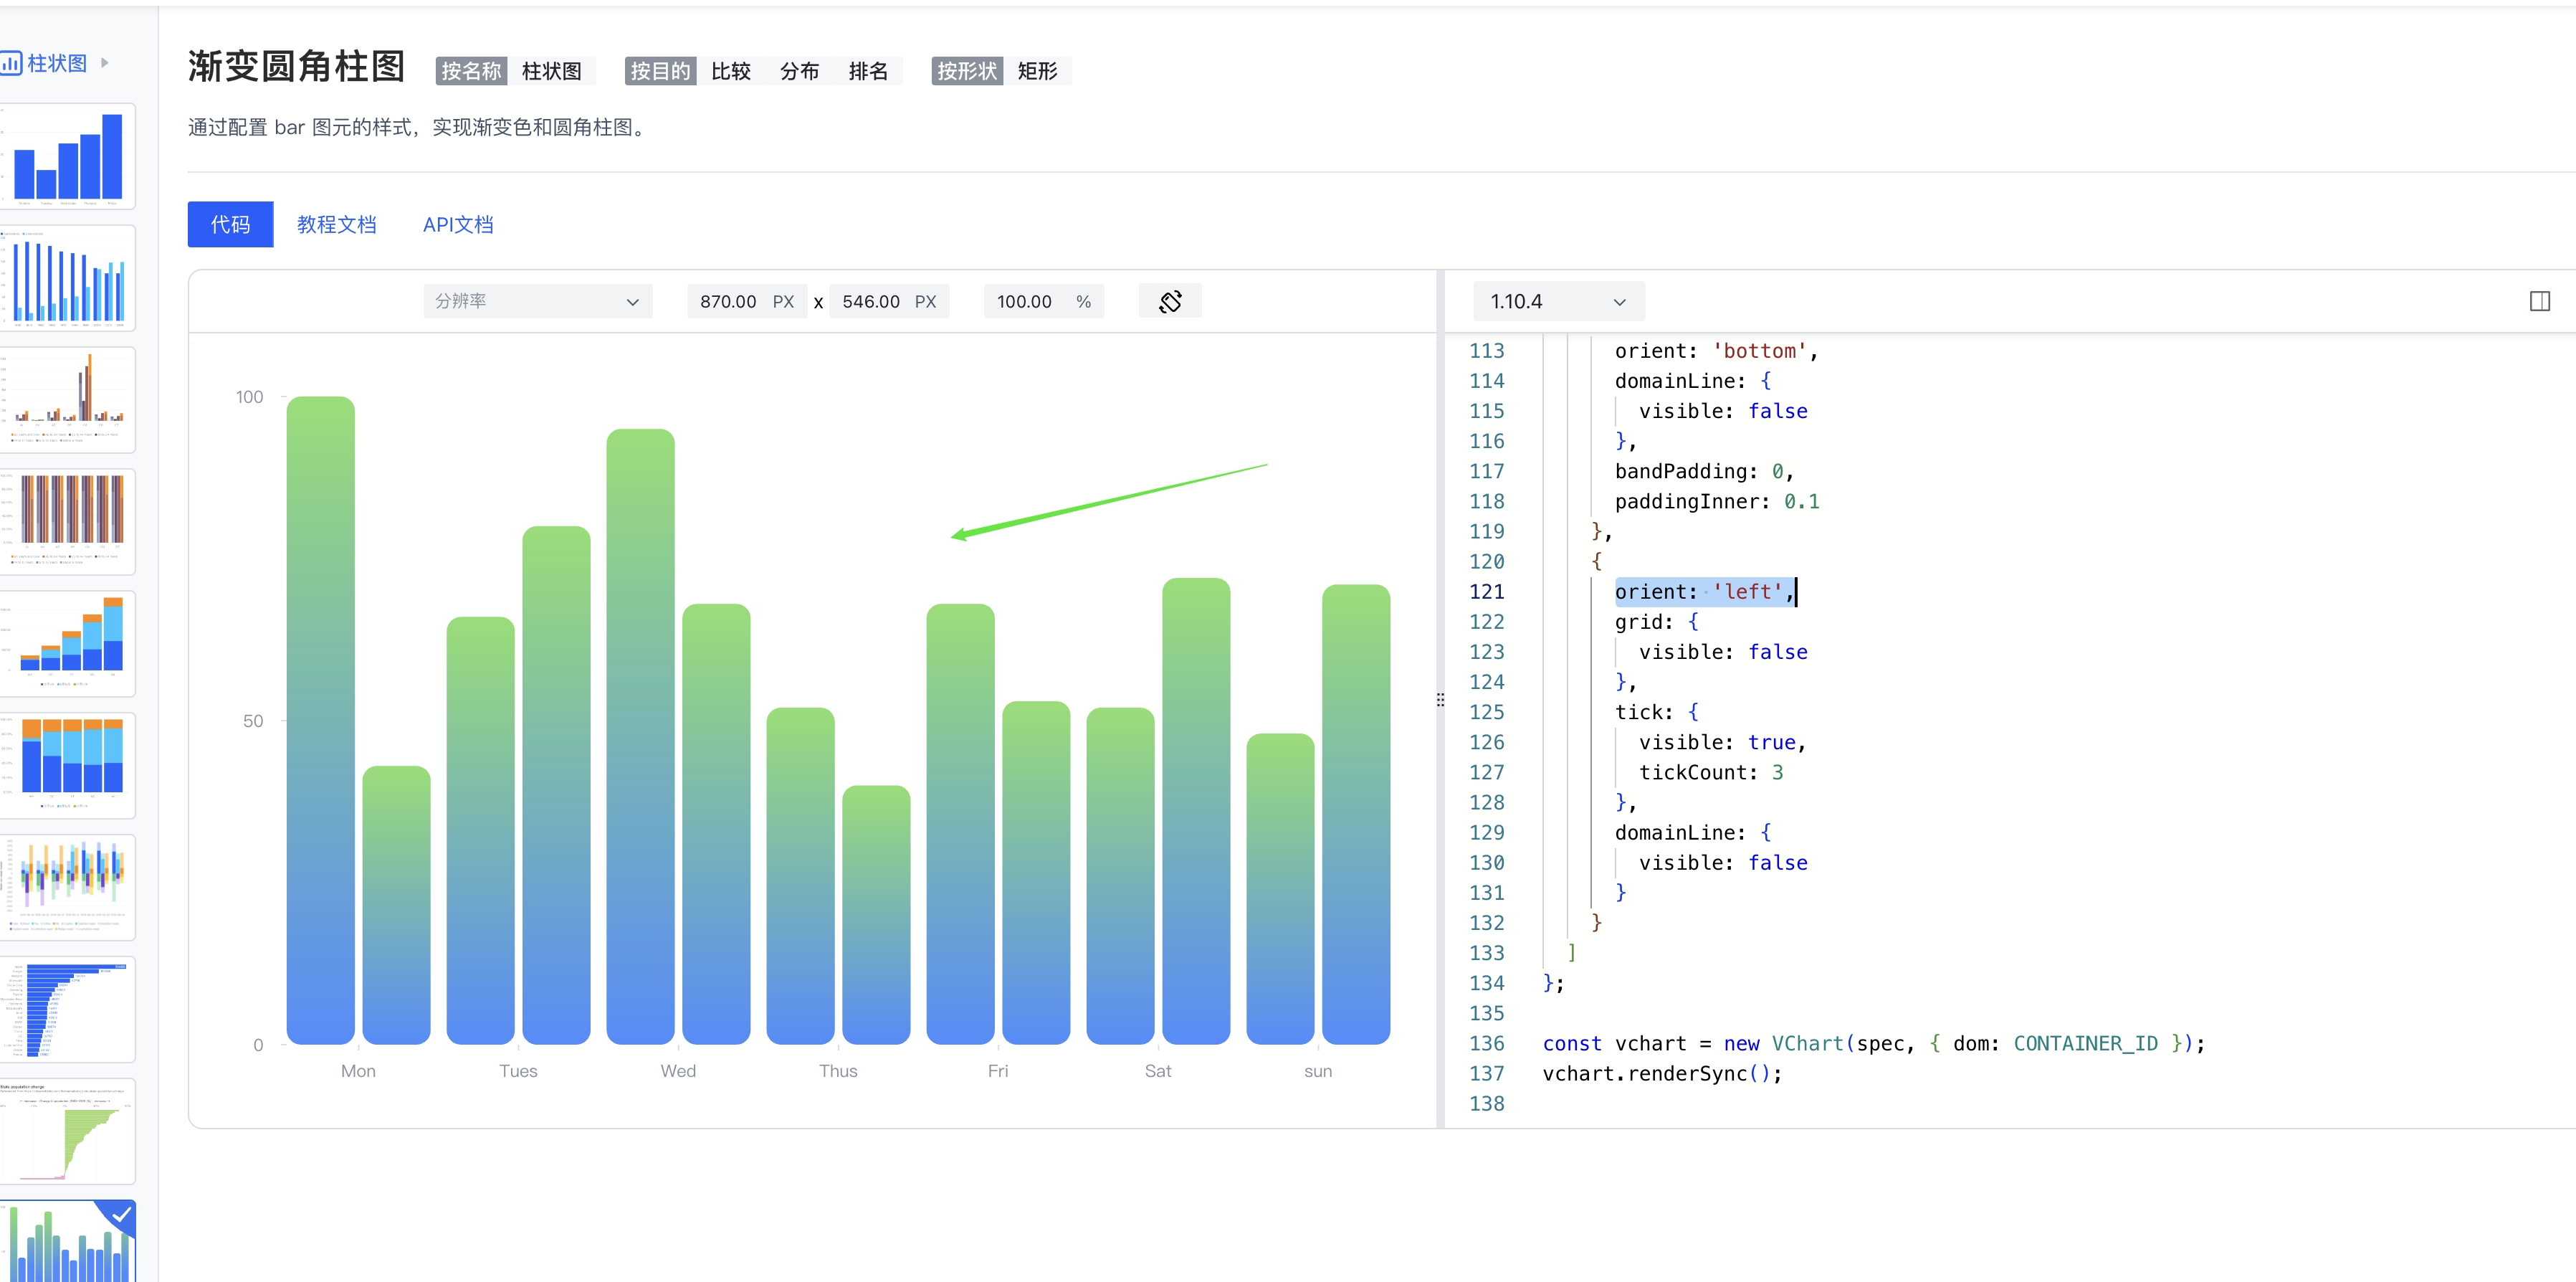 柱状图
渐变圆角柱图 按名称 柱状图 按目的 比较 分布 排名 按形状 矩形
通过配置 bar 图元的样式，实现渐变色和圆角柱图。
代码 教程文档 API文档
分辨率 870.00 PX x 546.00 PX 100.00 %
100
50
0
Mon Tues Wed Thus Fri Sat sun
1.10.4
113 orient: 'bottom',
114 domainLine: {
115 visible: false
116 },
117 bandPadding: 0,
118 paddingInner: 0.1
119 },
120 {
121 orient: 'left',
122 grid: {
123 visible: false
124 },
125 tick: {
126 visible: true,
127 tickCount: 3
128 },
129 domainLine: {
130 visible: false
131 }
132 }
133 ]
134 };
135
136 const vchart = new VChart(spec, { dom: CONTAINER_ID });
137 vchart.renderSync();
138